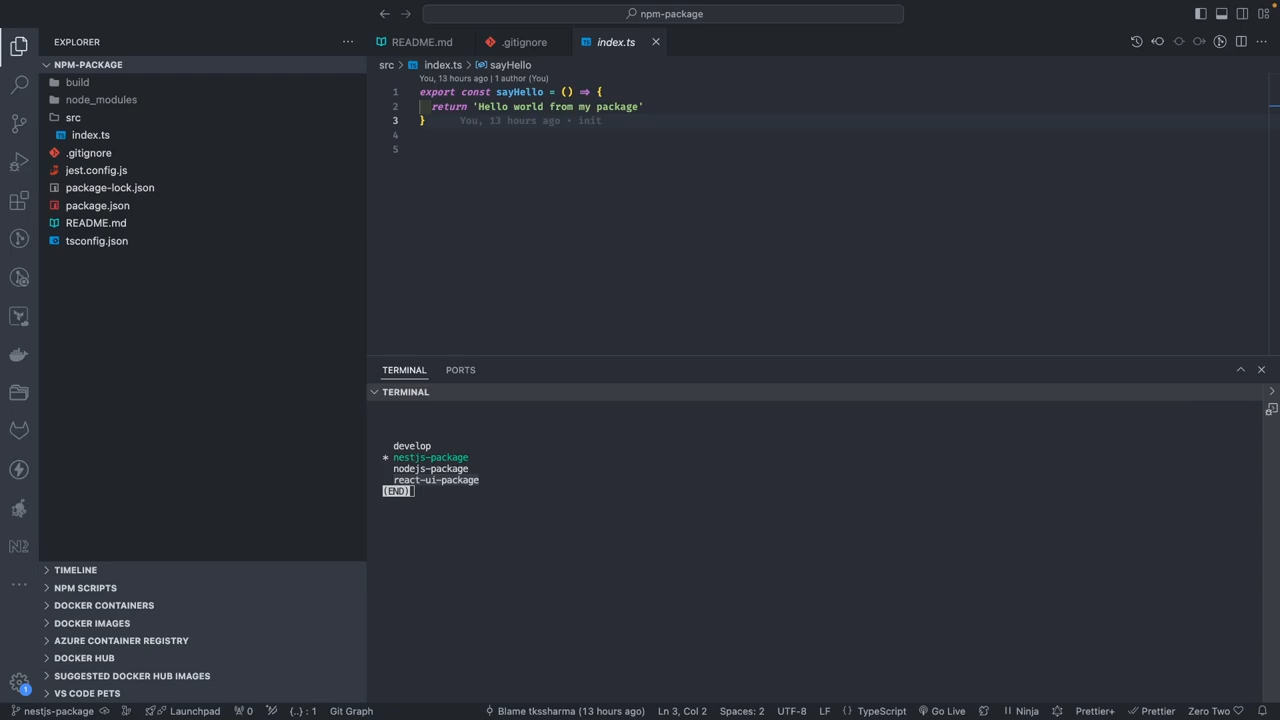 npm-package
EXPLORER
README.md
.gitignore
index.ts
NPM-PACKAGE
build
node_modules
src
index.ts
.gitignore
jest.config.js
package-lock.json
package.json
README.md
tsconfig.json
src > index.ts > sayHello
You, 13 hours ago | 1 author (You)
1 export const sayHello = () => {
2 return 'Hello world from my package'
3 } You, 13 hours ago • init
4
5
TERMINAL
PORTS
TERMINAL
develop
* nestjs-package
nodejs-package
react-ui-package
(END)
TIMELINE
NPM SCRIPTS
DOCKER CONTAINERS
DOCKER IMAGES
AZURE CONTAINER REGISTRY
DOCKER HUB
SUGGESTED DOCKER HUB IMAGES
VS CODE PETS
1
nestjs-package Launchpad 0 {..} : 1 Git Graph Blame tkssharma (13 hours ago) Ln 3, Col 2 Spaces: 2 UTF-8 LF TypeScript Go Live Ninja Prettier+ Prettier Zero Two